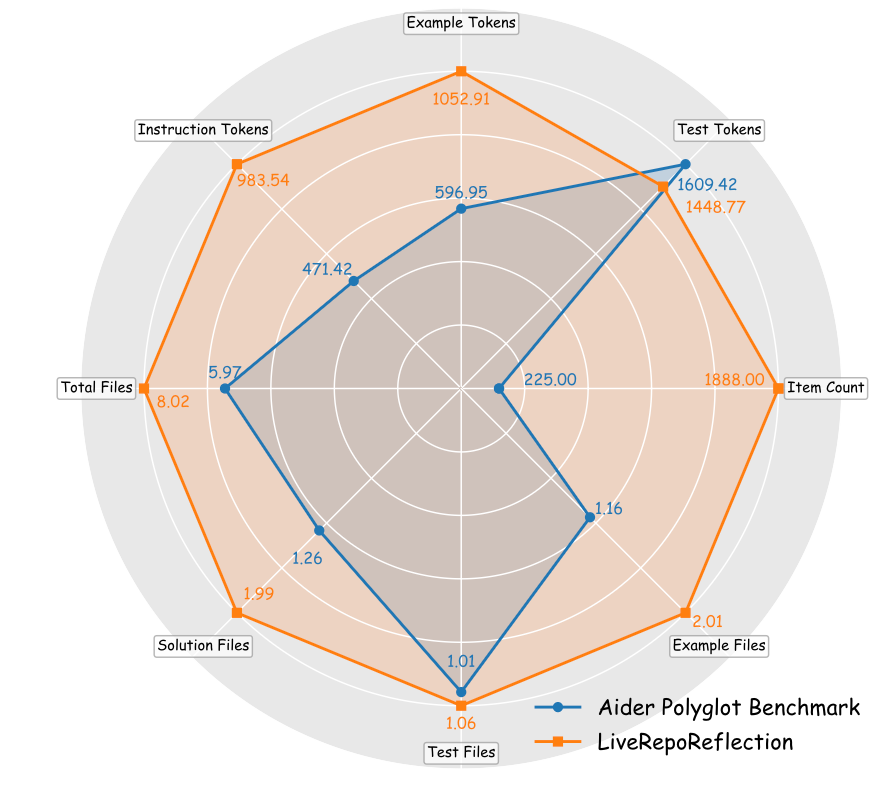 Example Tokens
1052.91
Instruction Tokens
Test Tokens
983.54
596.95
1609.42
1448.77
471.42
5.97
225.00
1888.00
Total Files
8.02
Item Count
1.16
1.26
1.99
2.01
Solution Files
Example Files
1.01
1.06
Test Files
Aider Polyglot Benchmark
LiveRepoReflection